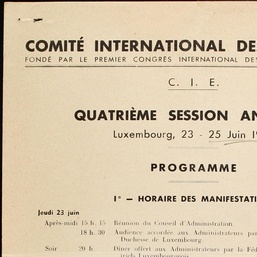 COMITÉ INTERNATIONAL DE
FONDÉ PAR LE PREMIER CONGRÈS INTERNATIONAL DE
C. I. E.
QUATRIÈME SESSION AN
Luxembourg, 23 - 25 Juin 1
PROGRAMME
I° — HORAIRE DES MANIFESTATI
Jeudi 23 juin
Après-midi 15 h. 15 Réunion du Conseil d'Administration.
18 h. 30 Audience accordée aux Administrateurs par
Duchesse de Luxembourg.
Soir 20 h. Dîner offert aux Administrateurs par la Féd
Luxembourgeois